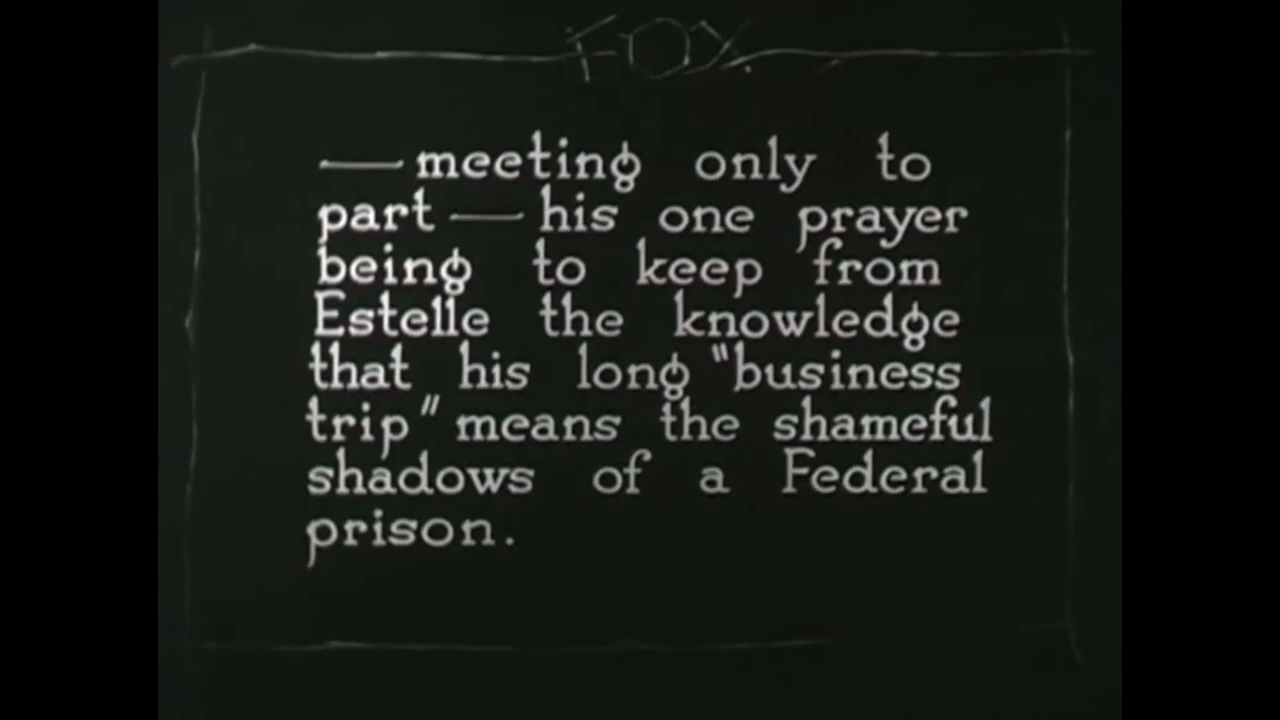 FOX
— meeting only to
part — his one prayer
being to keep from
Estelle the knowledge
that his long "business
trip" means the shameful
shadows of a Federal
prison.